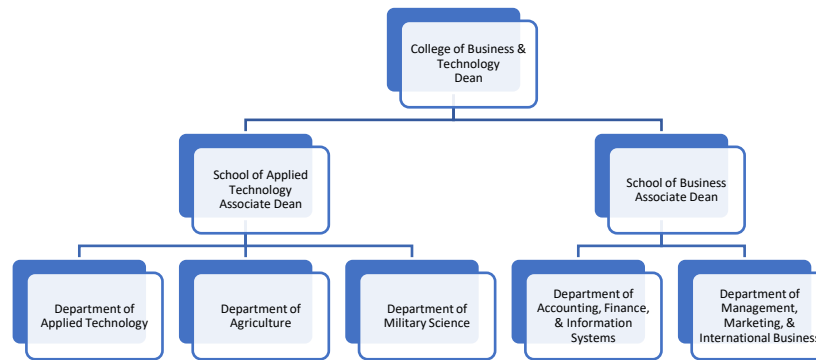 College of Business &
Technology
Dean
School of Applied
Technology
Associate Dean
School of Business
Associate Dean
Department of
Applied Technology
Department of
Agriculture
Department of
Military Science
Department of
Accounting, Finance,
& Information
Systems
Department of
Management,
Marketing, &
International Business